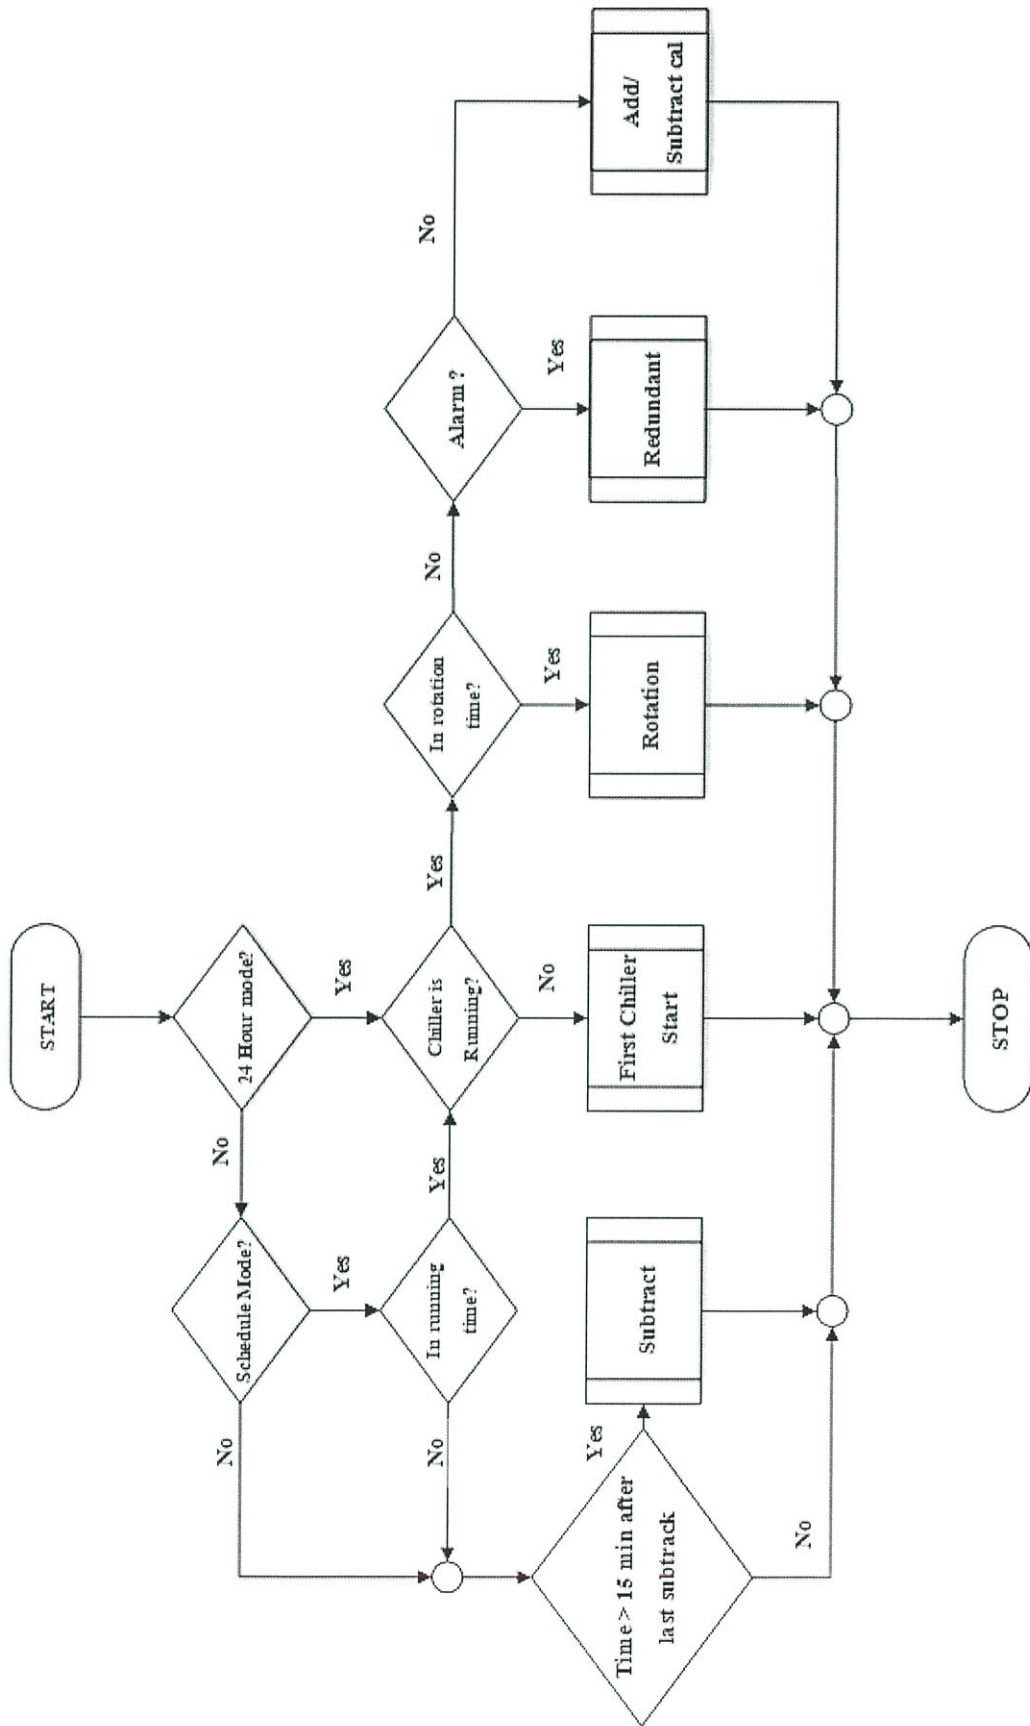 START
24 Hour mode?
No
Yes
Schedule Mode?
No
Yes
In running
time?
Yes
No
Chiller is
Running?
Yes
No
In rotation
time?
No
Yes
Alarm ?
No
Yes
Time > 15 min after
last subtrack
Yes
No
Subtract
First Chiller
Start
Rotation
Redundant
Add/
Subtract cal
STOP